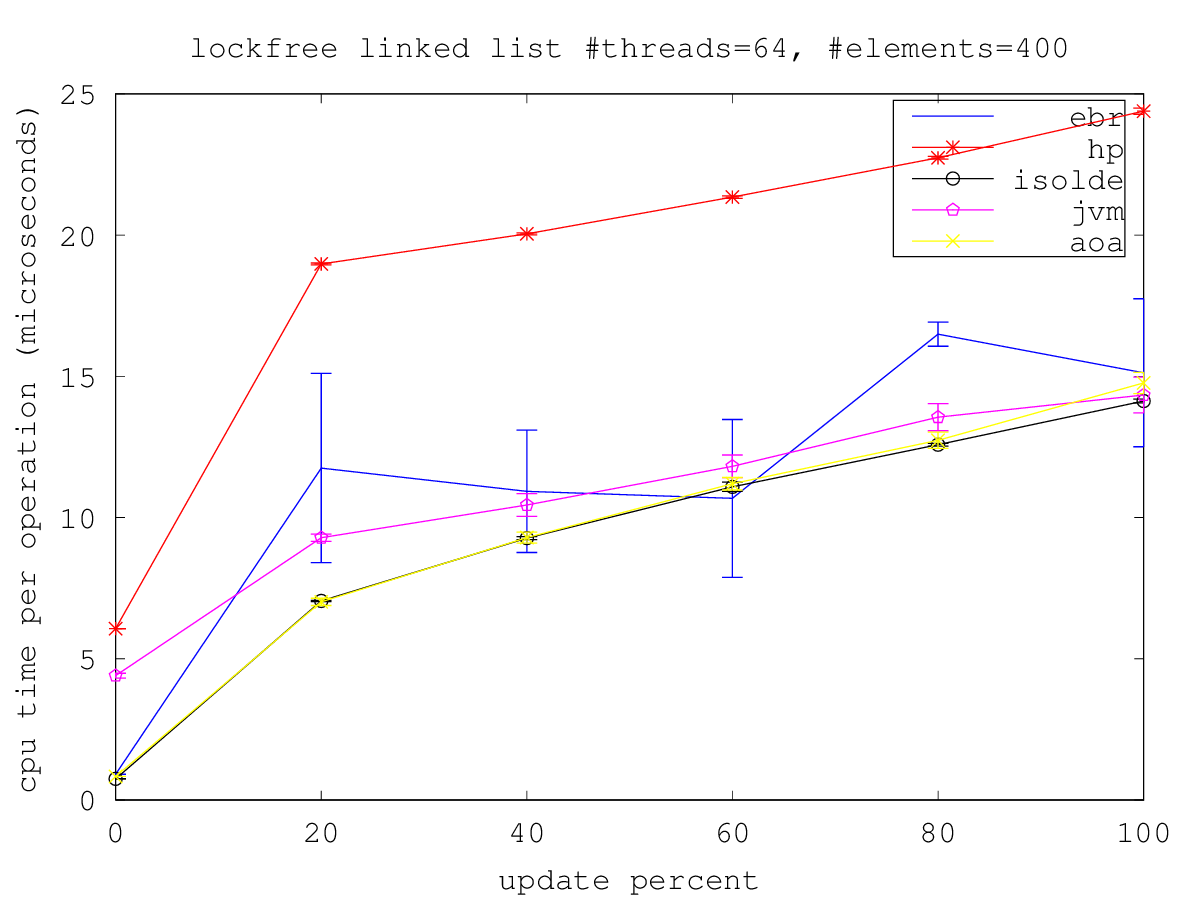 lockfree linked list #threads=64, #elements=400
25
20
15
10
5
0
cpu time per operation (microseconds)
ebr
hp
isolde
jvm
aoa
0 20 40 60 80 100
update percent